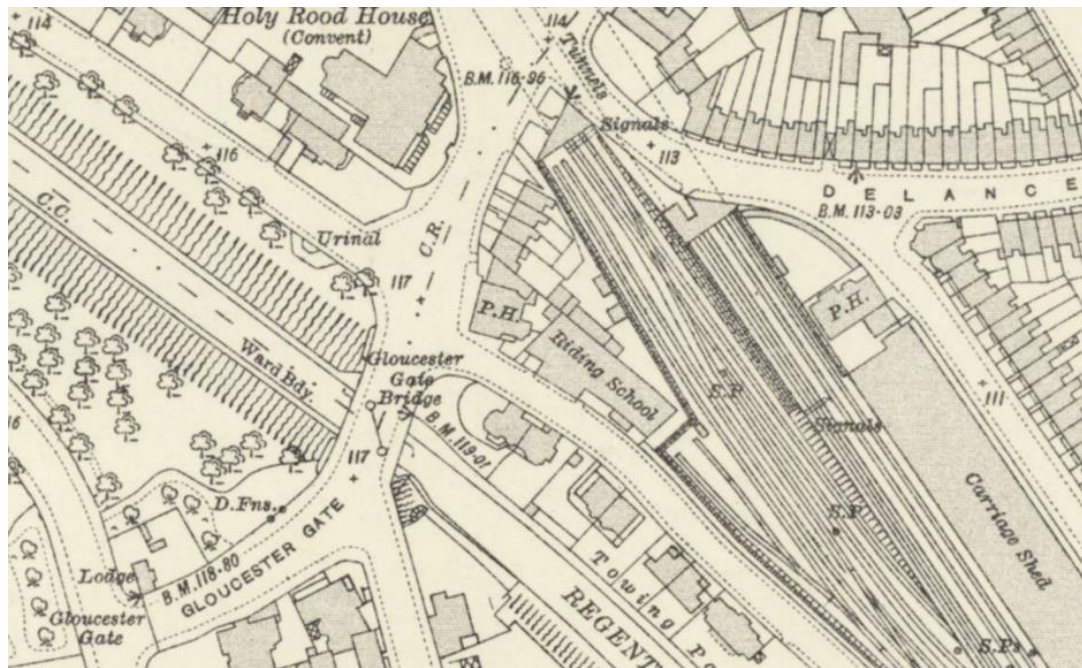 Holy Rood House
(Convent)
114
114
Tunnels
B.M. 116·96
Signals
116
113
DELANCE
B.M. 113·03
C.C.
C.R.
Urinal
117
P.H.
P.H.
Riding School
Ward Bdy.
Gloucester
Gate
Bridge
B.M. 119·07
S.P
Signals
111
117
D.Fns.
S.P
Carriage Shed
Lodge
B.M. 118·80
GLOUCESTER GATE
Gloucester
Gate
Towing
REGENT
S.Ps